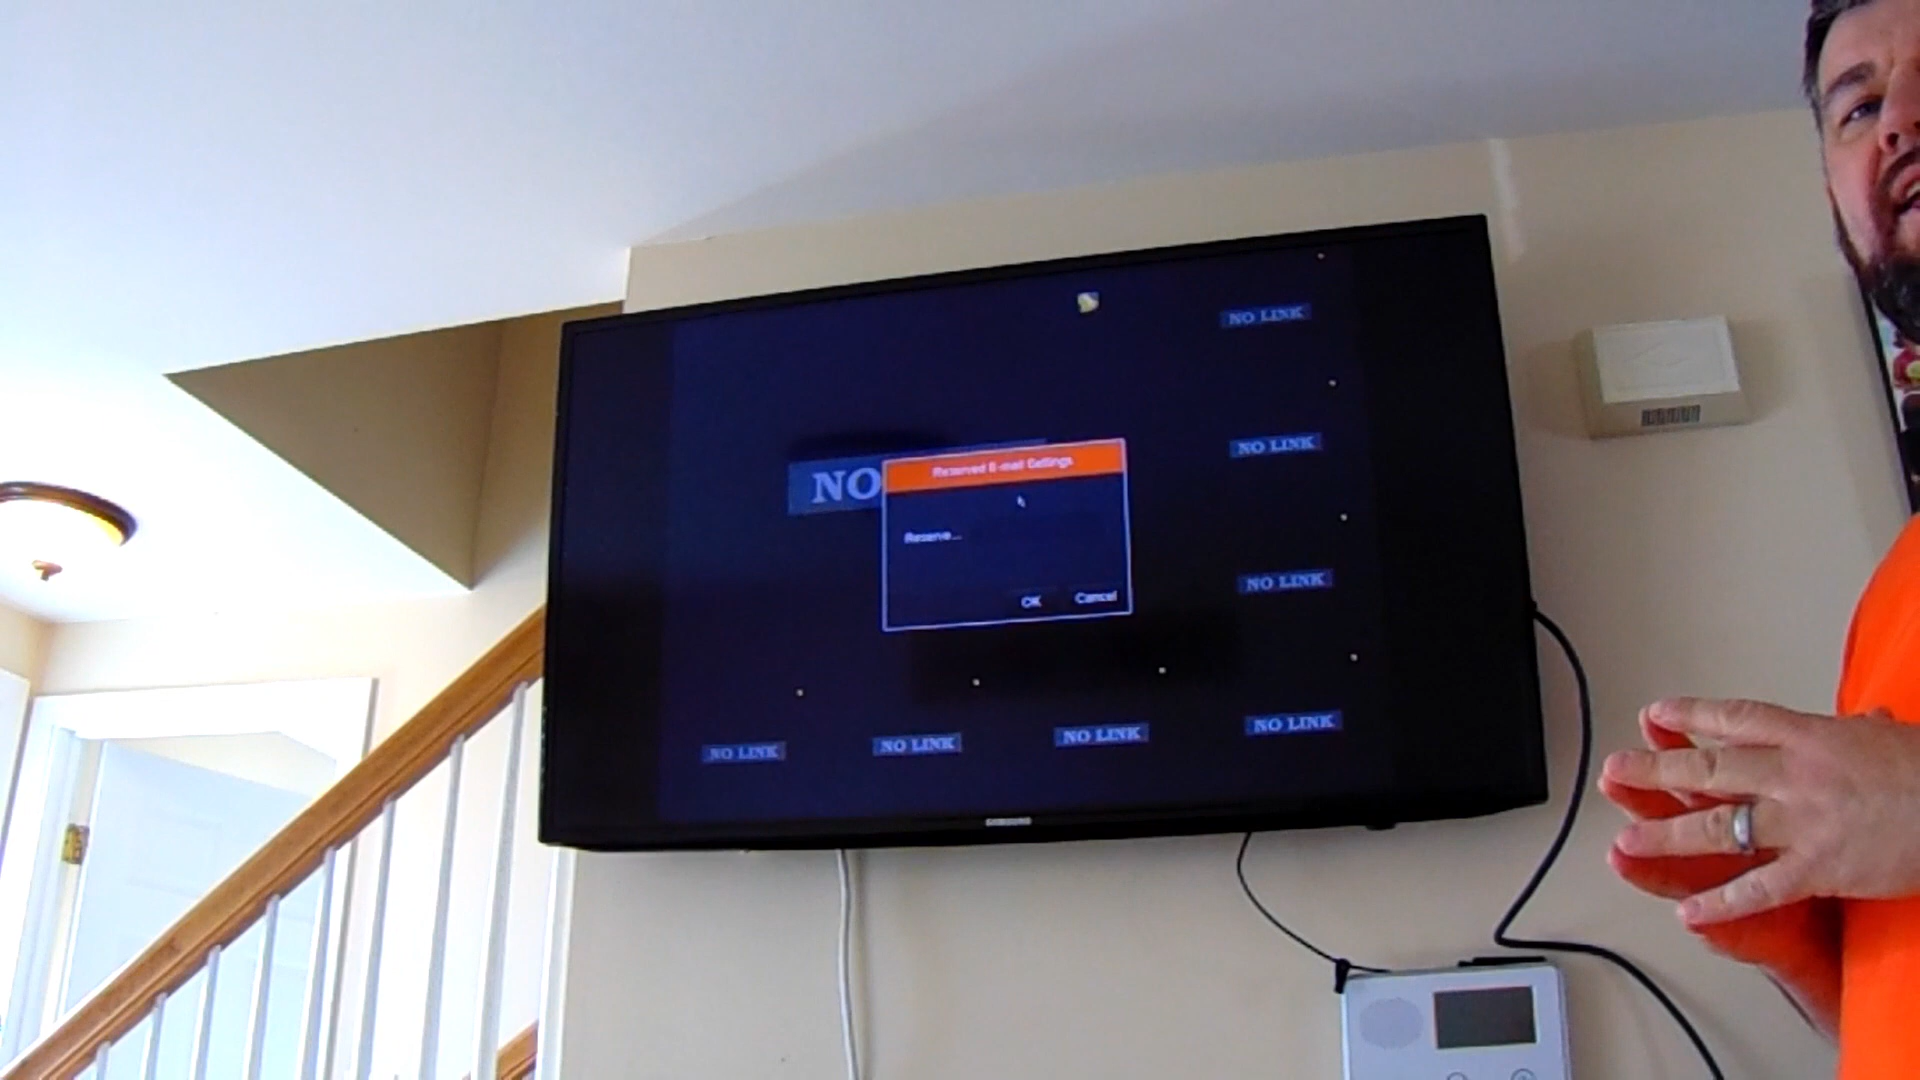 NO LINK
NO LINK
Reserved E-mail Settings
NO
Reserve...
NO LINK
OK
Cancel
NO LINK
NO LINK
NO LINK
NO LINK
SAMSUNG